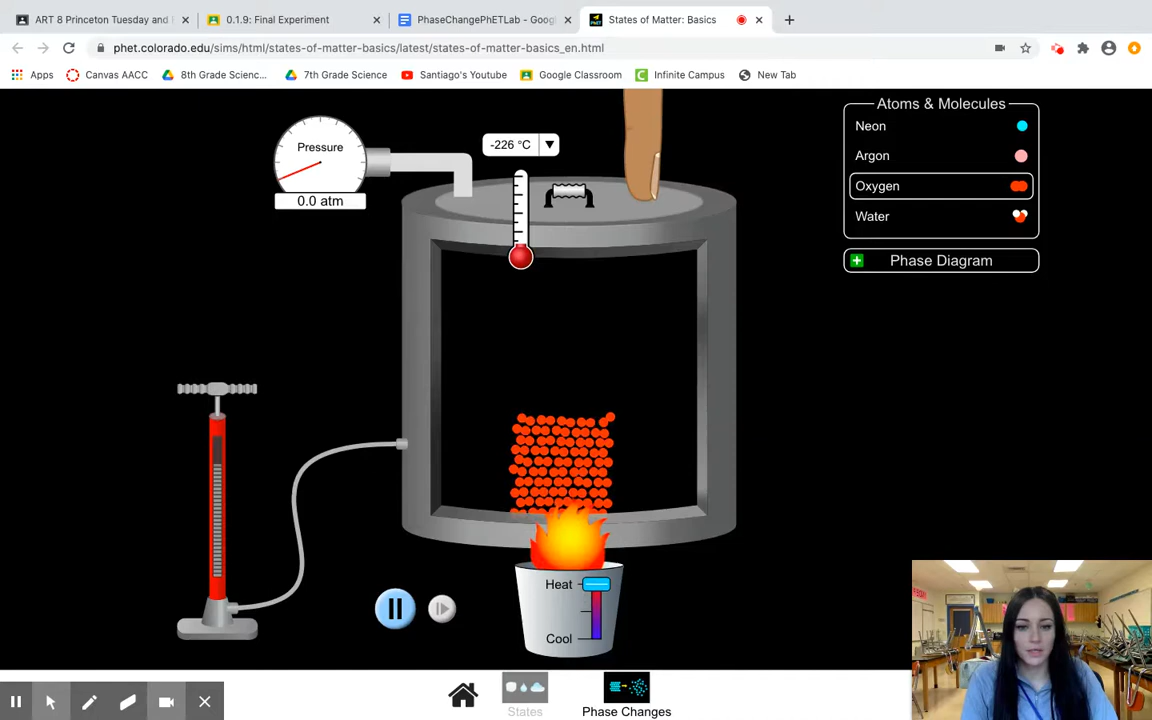 ART 8 Princeton Tuesday and
0.1.9: Final Experiment
PhaseChangePhETLab - Goog
States of Matter: Basics
phet.colorado.edu/sims/html/states-of-matter-basics/latest/states-of-matter-basics_en.html
Apps
Canvas AACC
8th Grade Scienc...
7th Grade Science
Santiago's Youtube
Google Classroom
Infinite Campus
New Tab
Pressure
0.0 atm
-226 °C
Atoms & Molecules
Neon
Argon
Oxygen
Water
Phase Diagram
Heat
Cool
States
Phase Changes